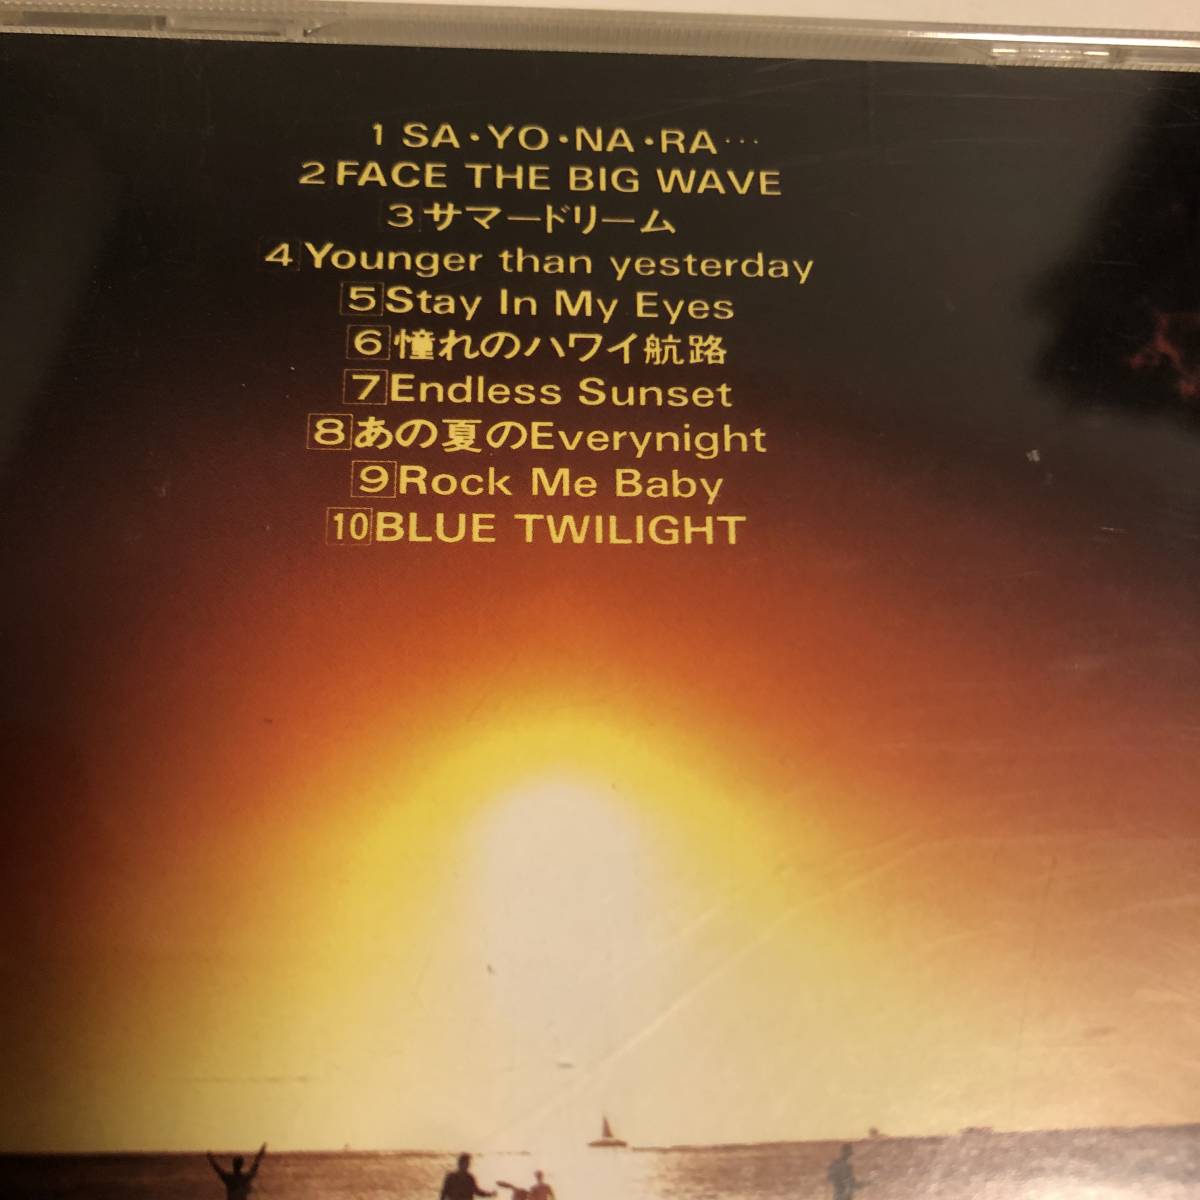 1 SA・YO・NA・RA…
2 FACE THE BIG WAVE
3 サマードリーム
4 Younger than yesterday
5 Stay In My Eyes
6 憧れのハワイ航路
7 Endless Sunset
8 あの夏のEverynight
9 Rock Me Baby
10 BLUE TWILIGHT